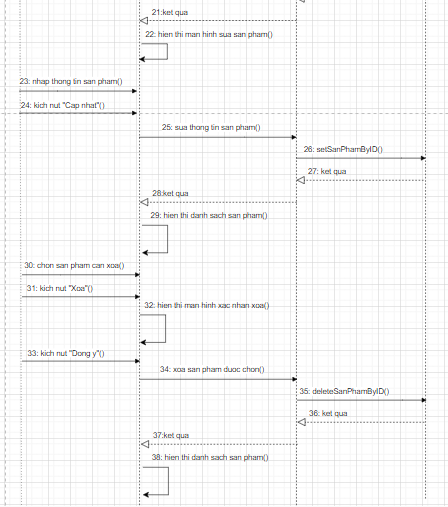 21:ket qua
22: hien thi man hinh sua san pham()
23: nhap thong tin san pham()
24: kich nut "Cap nhat"()
25: sua thong tin san pham()
26: setSanPhamByID()
27: ket qua
28:ket qua
29: hien thi danh sach san pham()
30: chon san pham can xoa()
31: kich nut "Xoa"()
32: hien thi man hinh xac nhan xoa()
33: kich nut "Dong y"()
34: xoa san pham duoc chon()
35: deleteSanPhamByID()
36: ket qua
37:ket qua
38: hien thi danh sach san pham()